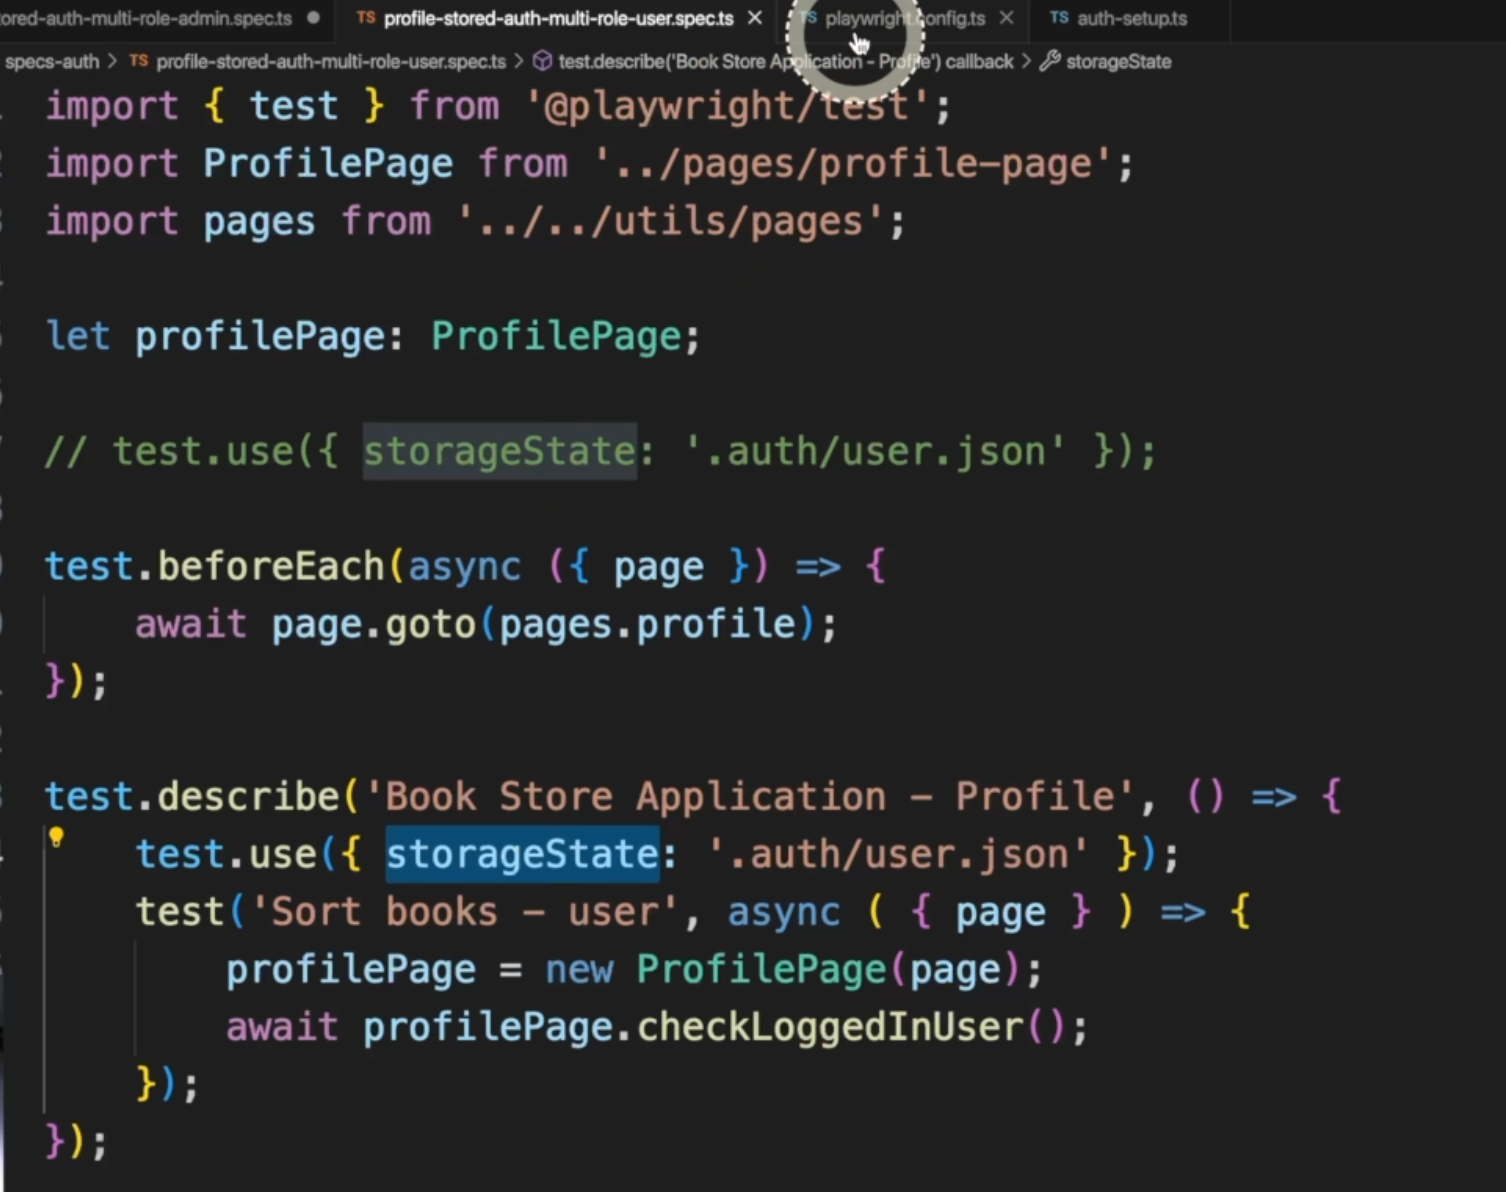 ored-auth-multi-role-admin.spec.ts ● TS profile-stored-auth-multi-role-user.spec.ts × TS playwright.config.ts × TS auth-setup.ts
specs-auth > TS profile-stored-auth-multi-role-user.spec.ts > test.describe('Book Store Application - Profile') callback > storageState
import { test } from '@playwright/test';
import ProfilePage from '../pages/profile-page';
import pages from '../../utils/pages';
let profilePage: ProfilePage;
// test.use({ storageState: '.auth/user.json' });
test.beforeEach(async ({ page }) => {
    await page.goto(pages.profile);
});
test.describe('Book Store Application – Profile', () => {
    test.use({ storageState: '.auth/user.json' });
    test('Sort books – user', async ( { page } ) => {
        profilePage = new ProfilePage(page);
        await profilePage.checkLoggedInUser();
    });
});